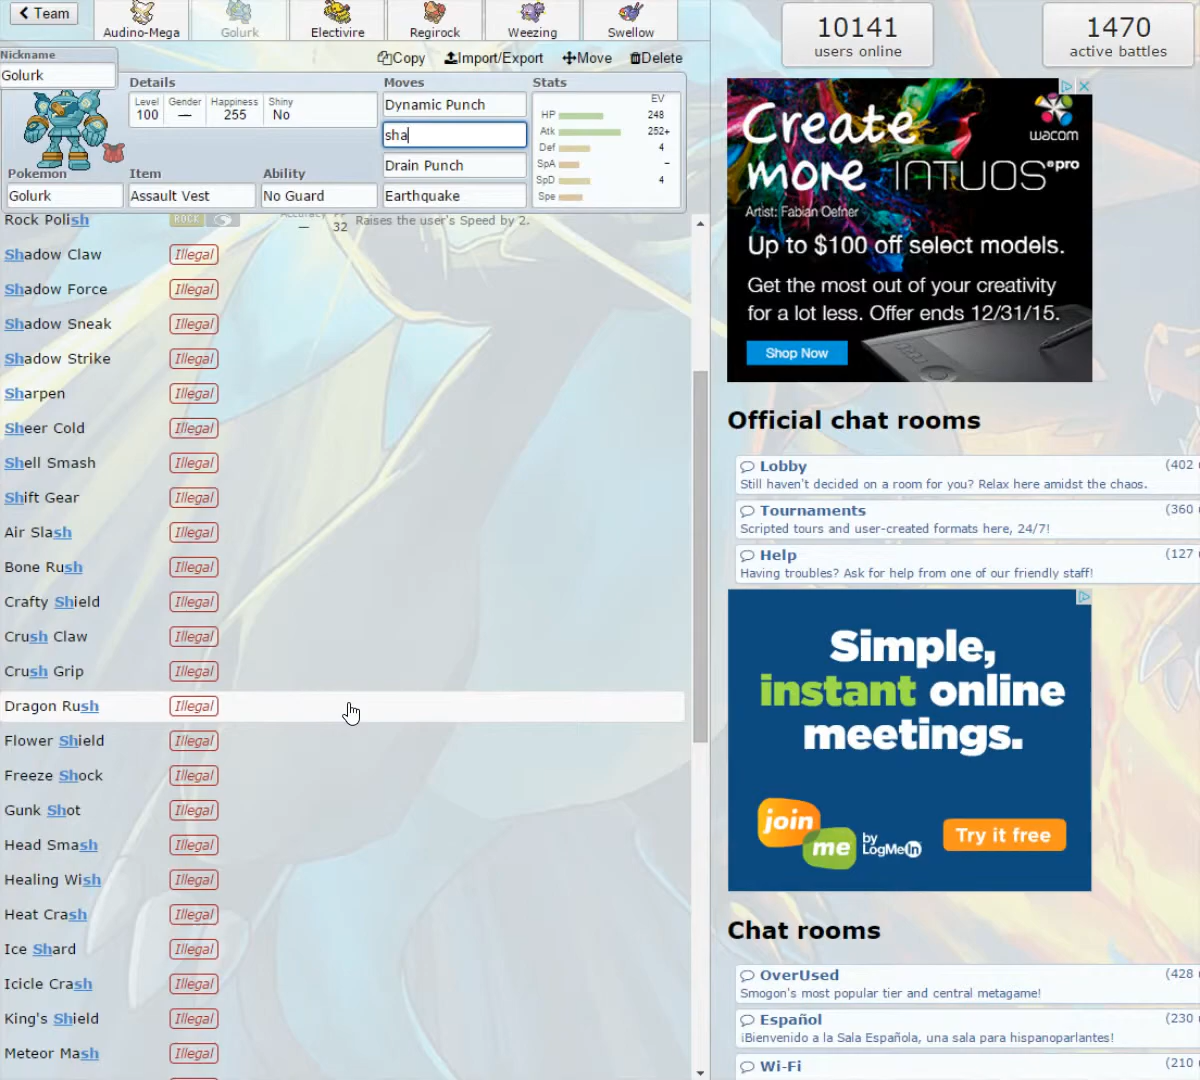 Team
Audino-Mega
Golurk
Electivire
Regirock
Weezing
Swellow
Nickname
Golurk
Copy
Import/Export
Move
Delete
Details
Level
100
Gender
—
Happiness
255
Shiny
No
Moves
Dynamic Punch
sha
Drain Punch
Earthquake
Stats
EV
HP 248
Atk 252+
Def 4
SpA –
SpD 4
Spe
Pokemon
Golurk
Item
Assault Vest
Ability
No Guard
Rock Polish ROCK — 32 Raises the user's Speed by 2.
Shadow Claw Illegal
Shadow Force Illegal
Shadow Sneak Illegal
Shadow Strike Illegal
Sharpen Illegal
Sheer Cold Illegal
Shell Smash Illegal
Shift Gear Illegal
Air Slash Illegal
Bone Rush Illegal
Crafty Shield Illegal
Crush Claw Illegal
Crush Grip Illegal
Dragon Rush Illegal
Flower Shield Illegal
Freeze Shock Illegal
Gunk Shot Illegal
Head Smash Illegal
Healing Wish Illegal
Heat Crash Illegal
Ice Shard Illegal
Icicle Crash Illegal
King's Shield Illegal
Meteor Mash Illegal
10141
users online
1470
active battles
Create
more INTUOS®pro
wacom
Artist: Fabian Oefner
Up to $100 off select models.
Get the most out of your creativity
for a lot less. Offer ends 12/31/15.
Shop Now
Official chat rooms
Lobby (402
Still haven't decided on a room for you? Relax here amidst the chaos.
Tournaments (360
Scripted tours and user-created formats here, 24/7!
Help (127
Having troubles? Ask for help from one of our friendly staff!
Simple,
instant online
meetings.
join
me by
LogMeIn
Try it free
Chat rooms
OverUsed (428
Smogon's most popular tier and central metagame!
Español (230
¡Bienvenido a la Sala Española, una sala para hispanoparlantes!
Wi-Fi (210